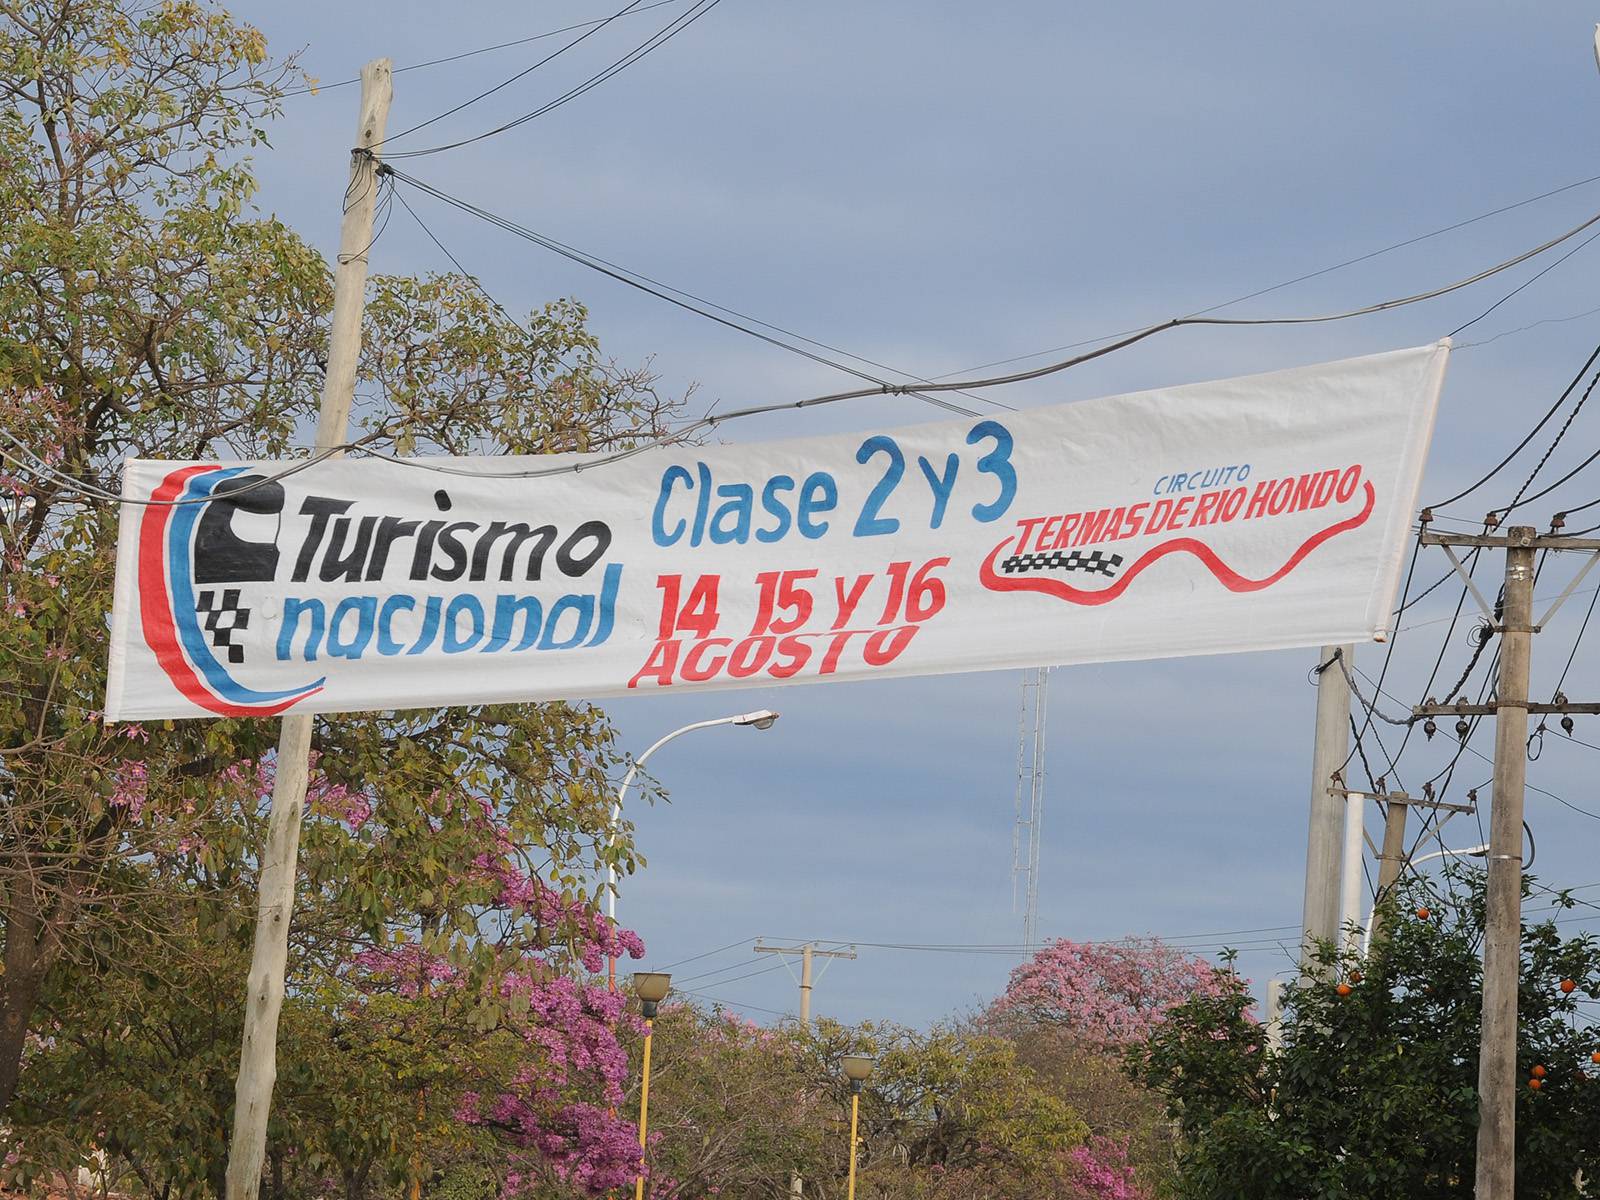 Turismo
nacional
Clase 2 y 3
14 15 y 16
AGOSTO
CIRCUITO
TERMAS DE RIO HONDO